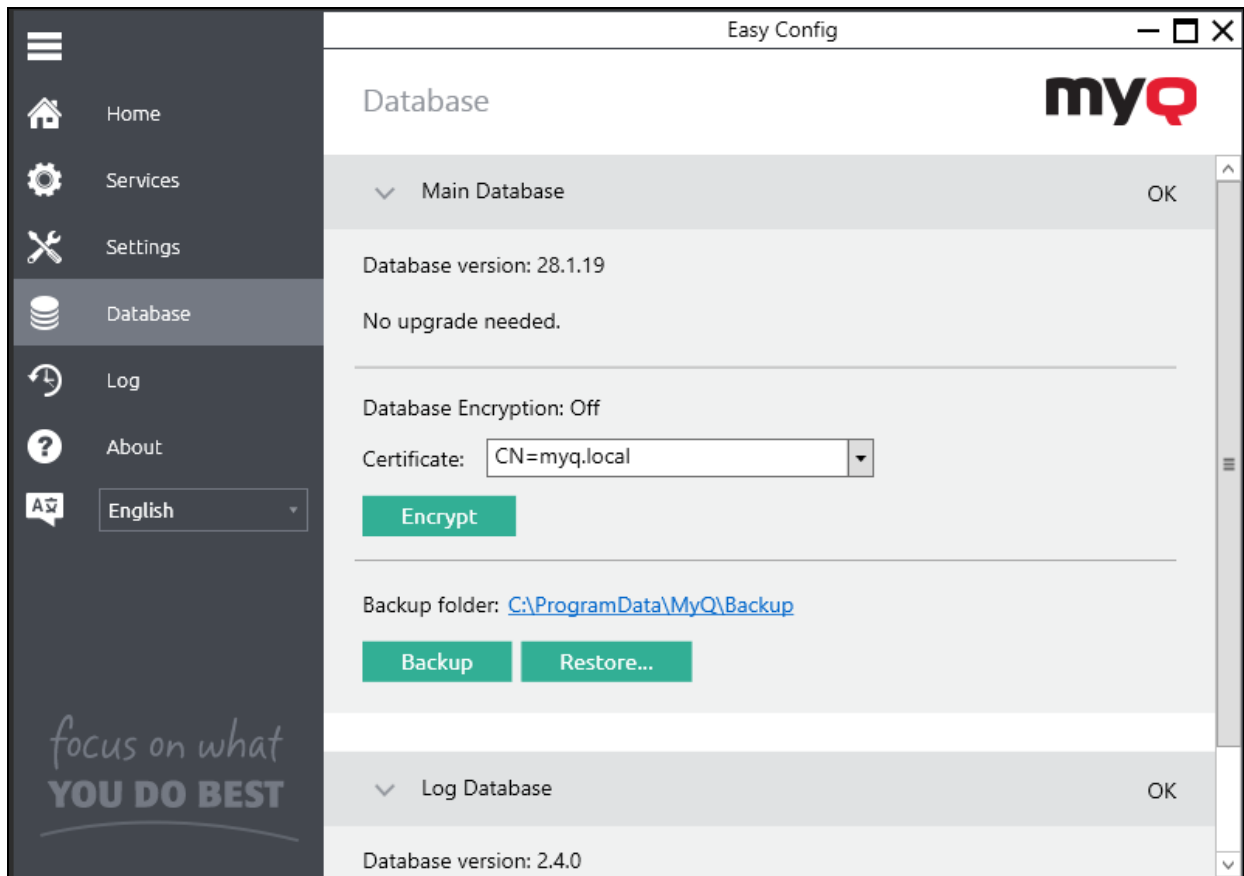 Easy Config
Home
Services
Settings
Database
Log
About
A文
English
focus on what
YOU DO BEST
Database
myQ
Main Database
OK
Database version: 28.1.19
No upgrade needed.
Database Encryption: Off
Certificate: CN=myq.local
Encrypt
Backup folder: C:\ProgramData\MyQ\Backup
Backup Restore...
Log Database
OK
Database version: 2.4.0